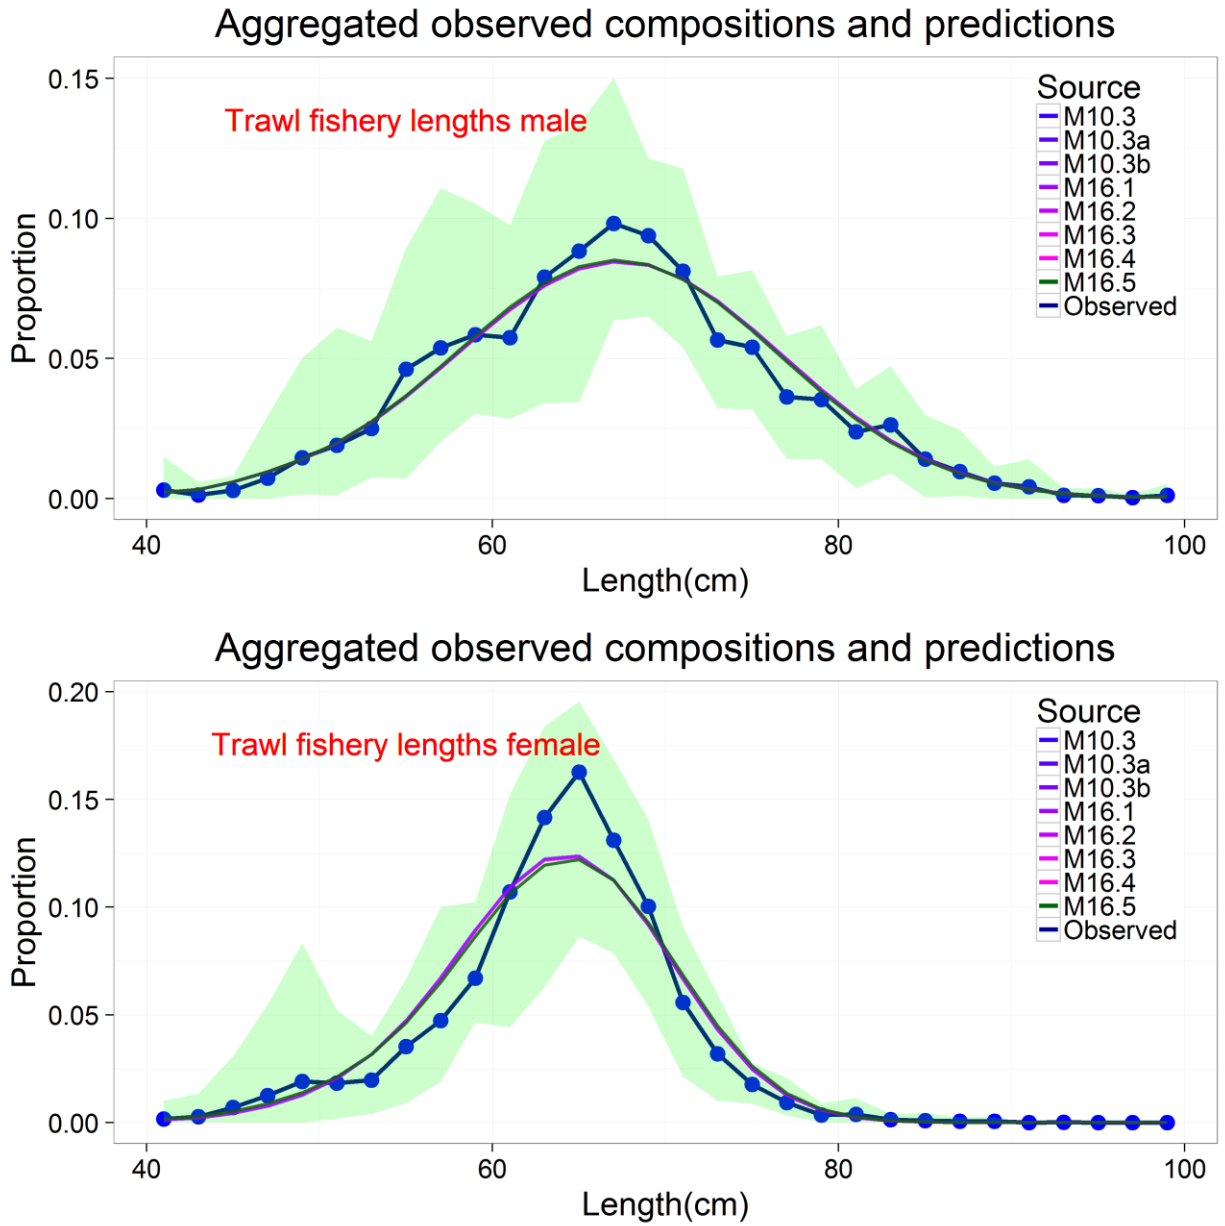 Aggregated observed compositions and predictions
0.15
0.10
0.05
0.00
Proportion
Trawl fishery lengths male
Source
M10.3
M10.3a
M10.3b
M16.1
M16.2
M16.3
M16.4
M16.5
Observed
40 60 80 100
Length(cm)
Aggregated observed compositions and predictions
0.20
0.15
0.10
0.05
0.00
Proportion
Trawl fishery lengths female
Source
M10.3
M10.3a
M10.3b
M16.1
M16.2
M16.3
M16.4
M16.5
Observed
40 60 80 100
Length(cm)